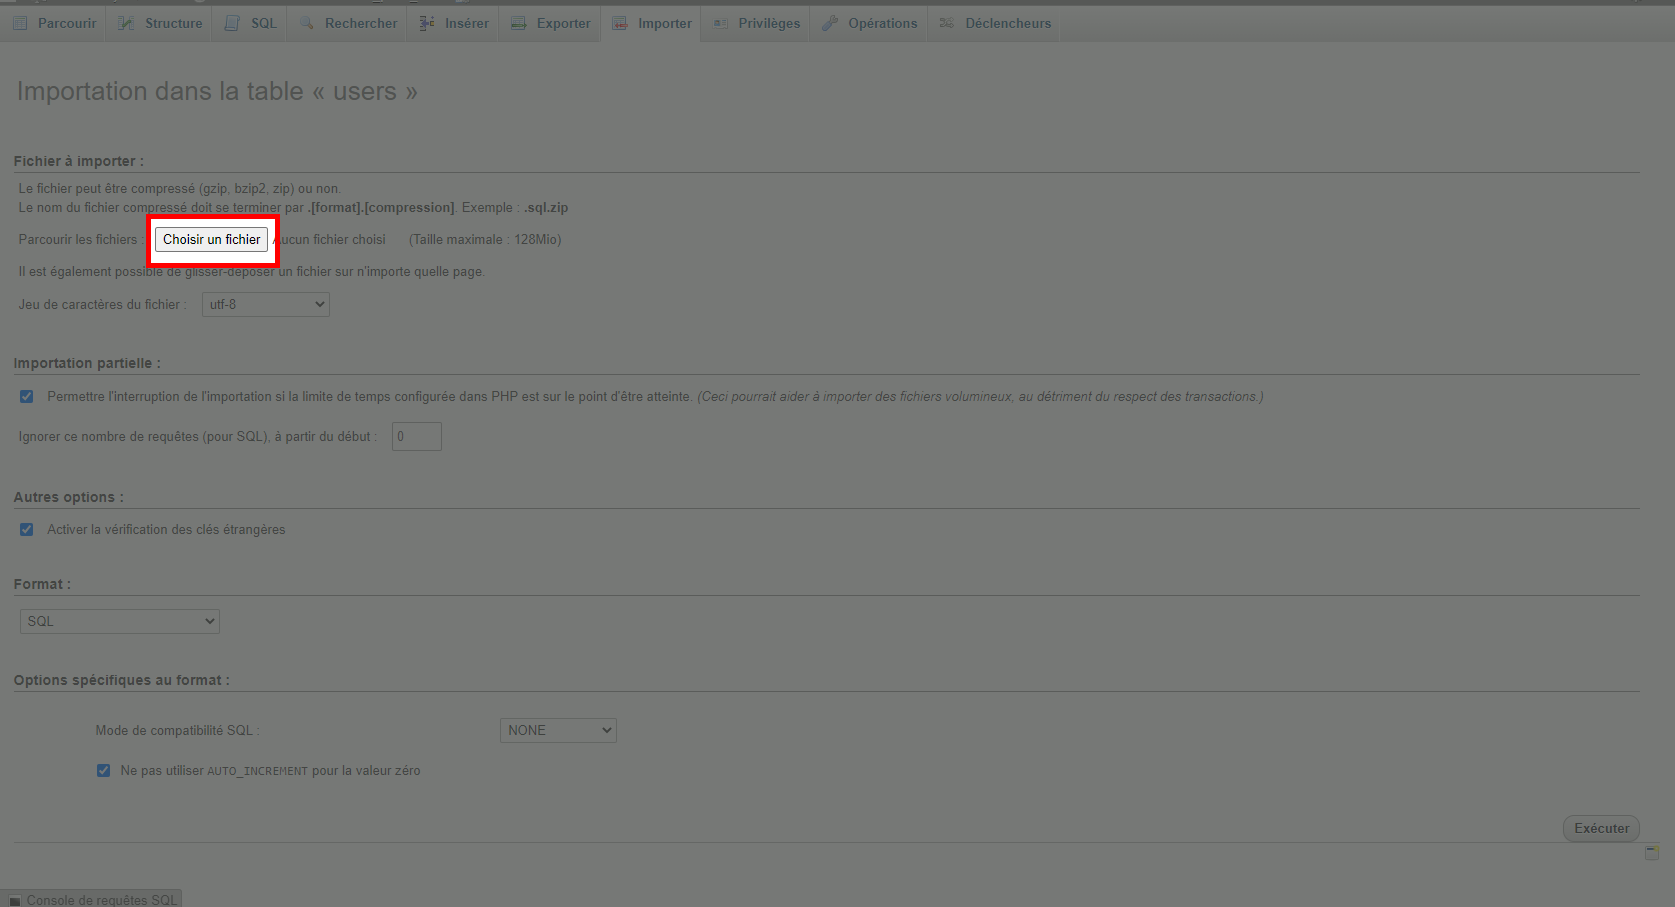 Parcourir Structure SQL Rechercher Insérer Exporter Importer Privilèges Opérations Déclencheurs
Importation dans la table « users »
Fichier à importer :
Le fichier peut être compressé (gzip, bzip2, zip) ou non.
Le nom du fichier compressé doit se terminer par .[format].[compression]. Exemple : .sql.zip
Parcourir les fichiers : Choisir un fichier Aucun fichier choisi (Taille maximale : 128Mio)
Il est également possible de glisser-déposer un fichier sur n'importe quelle page.
Jeu de caractères du fichier : utf-8
Importation partielle :
Permettre l'interruption de l'importation si la limite de temps configurée dans PHP est sur le point d'être atteinte. (Ceci pourrait aider à importer des fichiers volumineux, au détriment du respect des transactions.)
Ignorer ce nombre de requêtes (pour SQL), à partir du début : 0
Autres options :
Activer la vérification des clés étrangères
Format :
SQL
Options spécifiques au format :
Mode de compatibilité SQL : NONE
Ne pas utiliser AUTO_INCREMENT pour la valeur zéro
Exécuter
Console de requêtes SQL